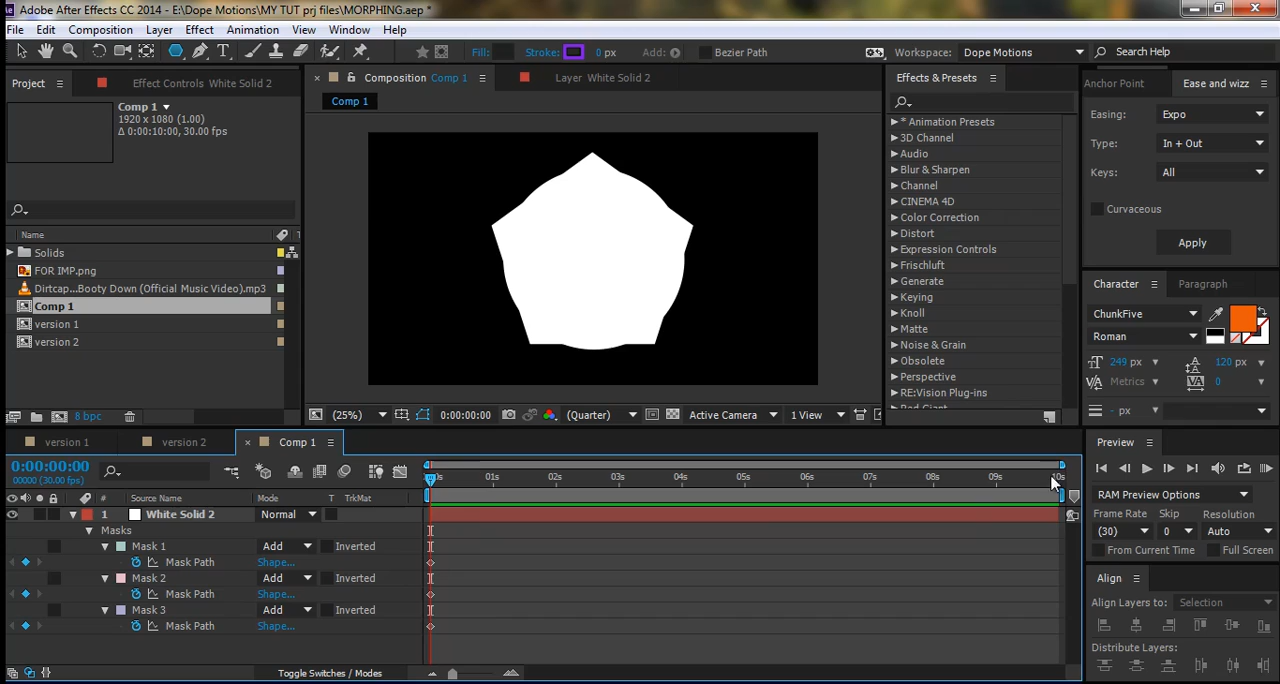 Adobe After Effects CC 2014 - E:\Dope Motions\MY TUT prj files\MORPHING.aep *
File Edit Composition Layer Effect Animation View Window Help
Fill: Stroke: 0 px Add: Bezier Path Workspace: Dope Motions Search Help
Project Effect Controls White Solid 2
Comp 1
1920 x 1080 (1.00)
Δ 0:00:10:00, 30.00 fps
Name T
Solids
FOR IMP.png
Dirtcap...Booty Down (Official Music Video).mp3
Comp 1
version 1
version 2
8 bpc
Composition Comp 1 Layer White Solid 2
Comp 1
(25%) 0:00:00:00 (Quarter) Active Camera 1 View
Effects & Presets
* Animation Presets
3D Channel
Audio
Blur & Sharpen
Channel
CINEMA 4D
Color Correction
Distort
Expression Controls
Frischluft
Generate
Keying
Knoll
Matte
Noise & Grain
Obsolete
Perspective
RE:Vision Plug-ins
Anchor Point Ease and wizz
Easing: Expo
Type: In + Out
Keys: All
Curvaceous
Apply
Character Paragraph
ChunkFive
Roman
249 px 120 px
Metrics 0
- px
version 1 version 2 Comp 1
0:00:00:00
00000 (30.00 fps)
01s 02s 03s 04s 05s 06s 07s 08s 09s 10s
# Source Name Mode T TrkMat
1 White Solid 2 Normal
Masks
Mask 1 Add Inverted
Mask Path Shape...
Mask 2 Add Inverted
Mask Path Shape...
Mask 3 Add Inverted
Mask Path Shape...
Toggle Switches / Modes
Preview
RAM Preview Options
Frame Rate Skip Resolution
(30) 0 Auto
From Current Time Full Screen
Align
Align Layers to: Selection
Distribute Layers: